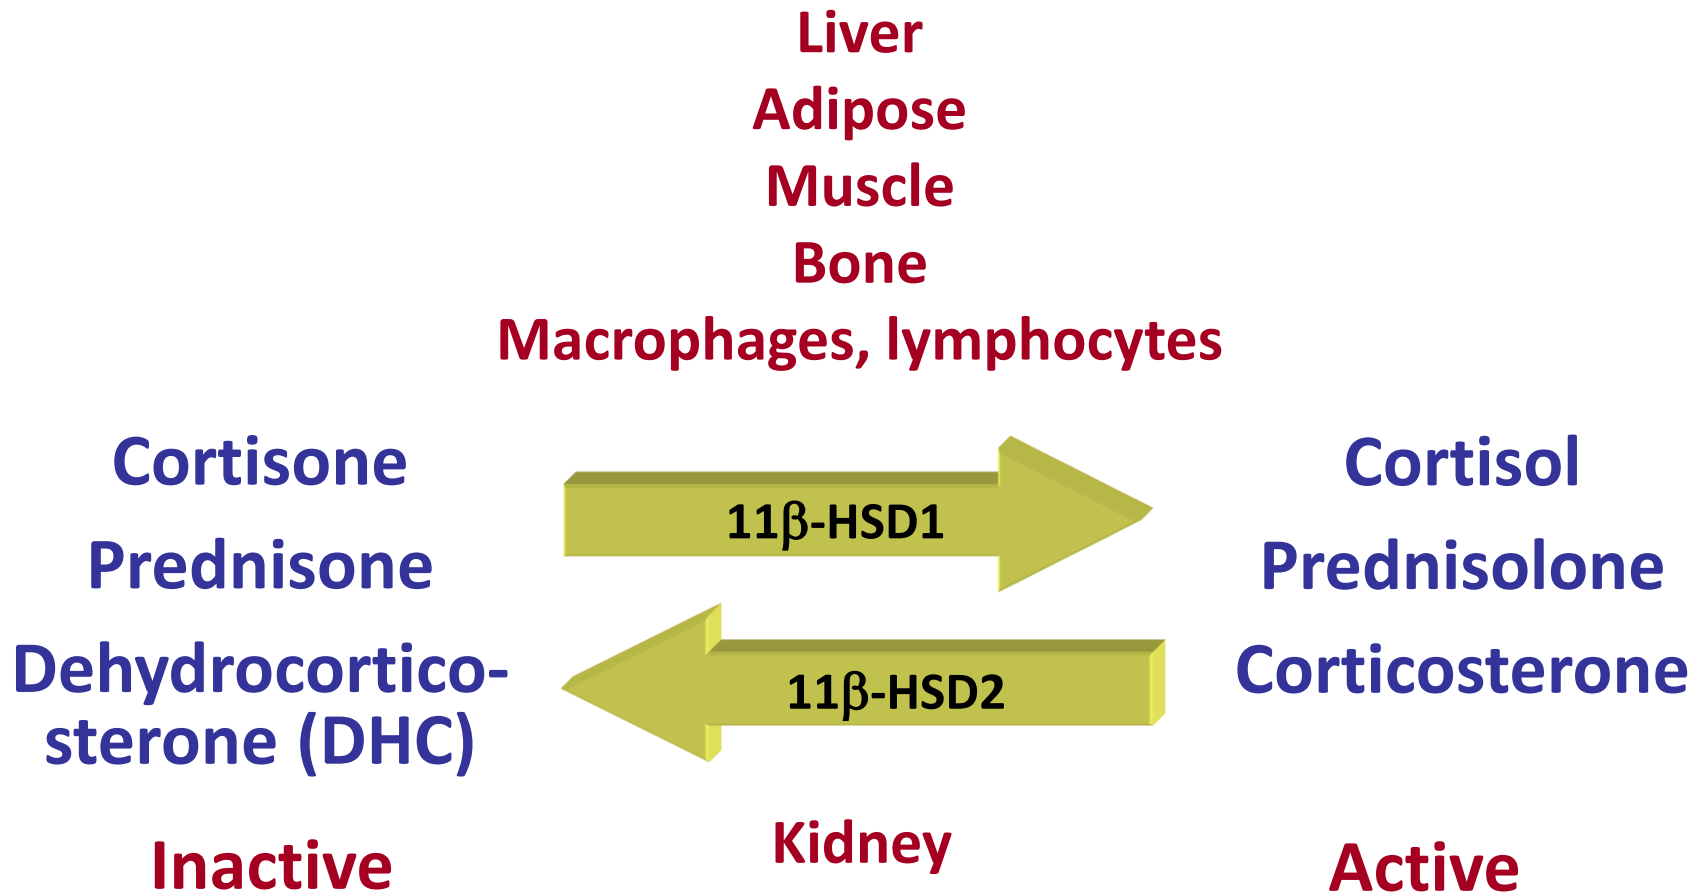 Liver
Adipose
Muscle
Bone
Macrophages, lymphocytes
Cortisone
11β-HSD1
Cortisol
Prednisone
Prednisolone
Dehydrocortico-
sterone (DHC)
11β-HSD2
Corticosterone
Inactive
Kidney
Active